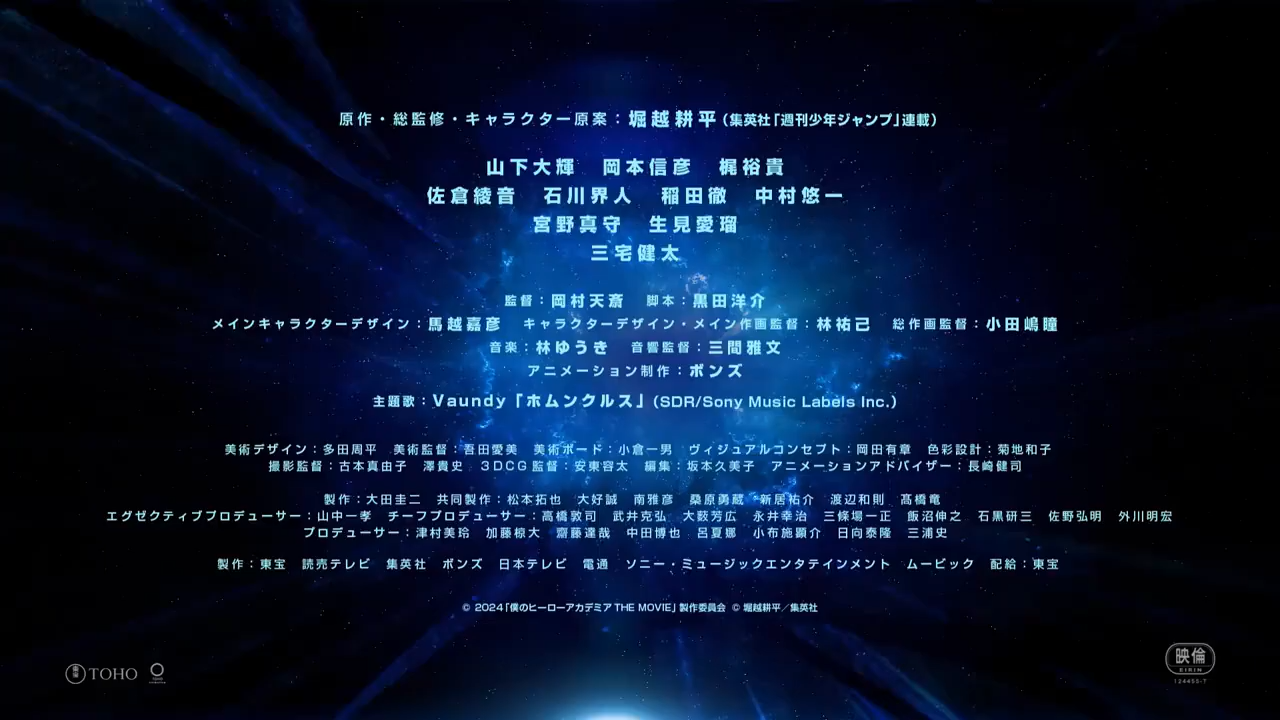 原作・総監修・キャラクター原案：堀越耕平（集英社「週刊少年ジャンプ」連載）
山下大輝　岡本信彦　梶裕貴
佐倉綾音　石川界人　稲田徹　中村悠一
宮野真守　生見愛瑠
三宅健太
監督：岡村天斎　脚本：黒田洋介
メインキャラクターデザイン：馬越嘉彦　キャラクターデザイン・メイン作画監督：林祐己　総作画監督：小田嶋瞳
音楽：林ゆうき　音響監督：三間雅文
アニメーション制作：ボンズ
主題歌：Vaundy「ホムンクルス」(SDR/Sony Music Labels Inc.)
美術デザイン：多田周平　美術監督：吾田愛美　美術ボード：小倉一男　ヴィジュアルコンセプト：岡田有章　色彩設計：菊地和子
撮影監督：古本真由子　澤貴史　3DCG監督：安東容太　編集：坂本久美子　アニメーションアドバイザー：長崎健司
製作：大田圭二　共同製作：松本拓也　大好誠　南雅彦　桑原勇蔵　新居祐介　渡辺和則　髙橋竜
エグゼクティブプロデューサー：山中一孝　チーフプロデューサー：高橋敦司　武井克弘　大薮芳広　永井幸治　三條場一正　飯沼伸之　石黒研三　佐野弘明　外川明宏
プロデューサー：津村美玲　加藤椋大　齋藤達哉　中田博也　呂夏娜　小布施顕介　日向泰隆　三浦史
製作：東宝　読売テレビ　集英社　ボンズ　日本テレビ　電通　ソニー・ミュージックエンタテインメント　ムービック　配給：東宝
© 2024「僕のヒーローアカデミア THE MOVIE」製作委員会 © 堀越耕平／集英社
東宝 TOHO
映倫
EIRIN
124455-T